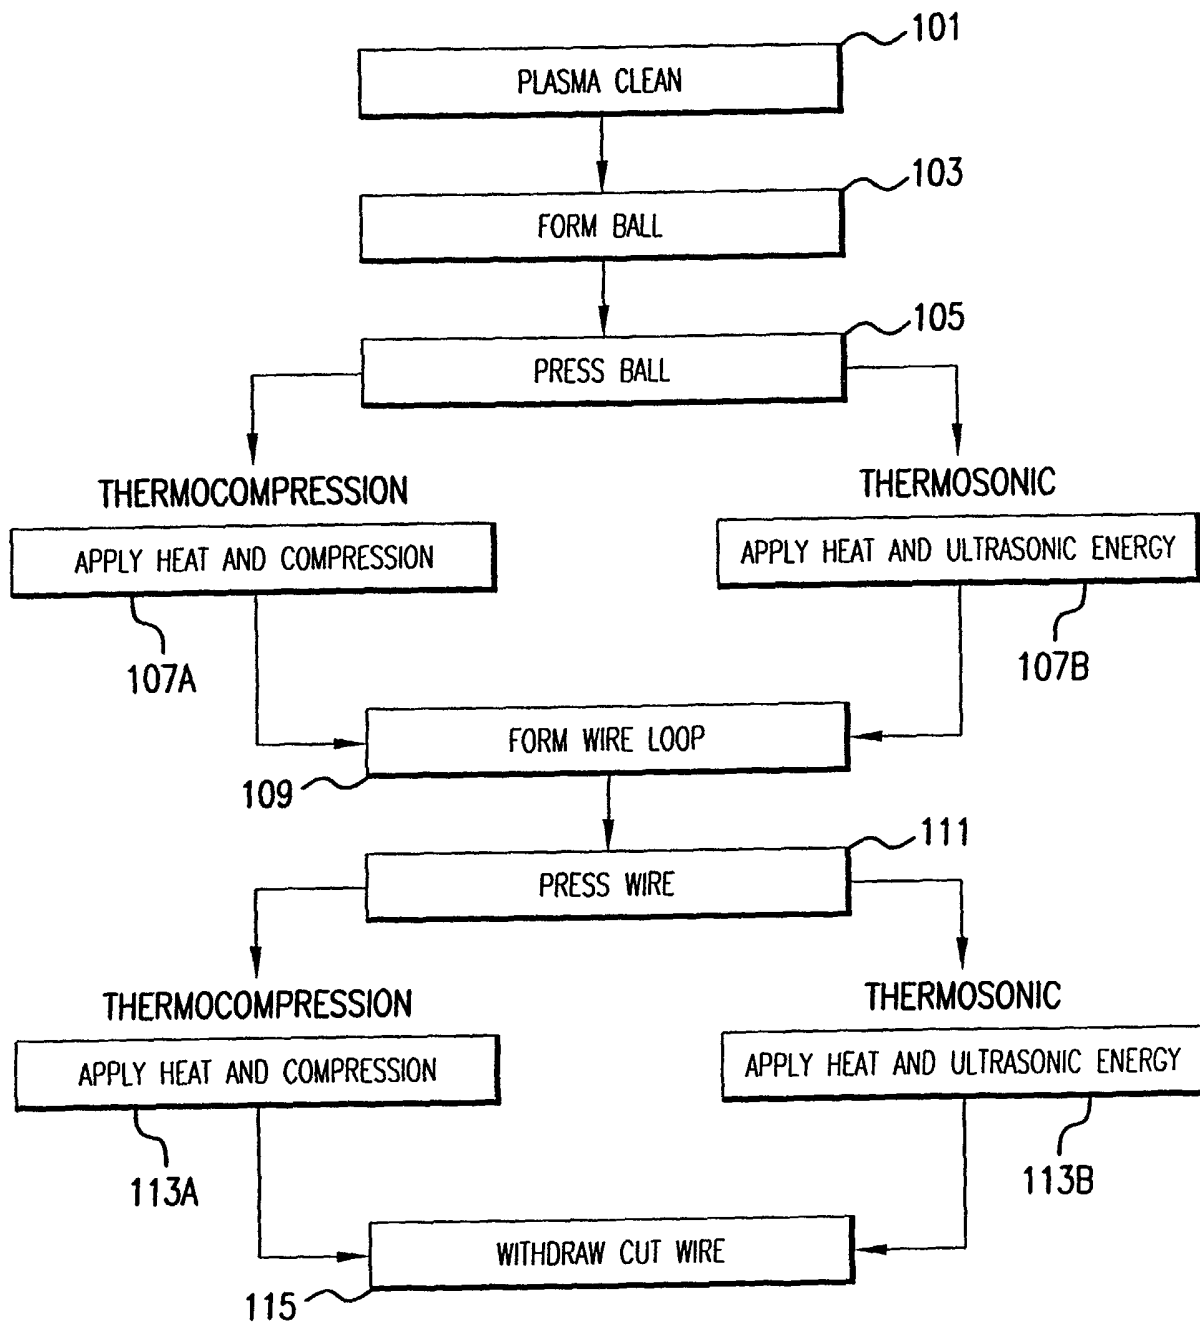 101
PLASMA CLEAN
103
FORM BALL
105
PRESS BALL
THERMOCOMPRESSION
THERMOSONIC
APPLY HEAT AND COMPRESSION
APPLY HEAT AND ULTRASONIC ENERGY
107A
107B
FORM WIRE LOOP
109
111
PRESS WIRE
THERMOCOMPRESSION
THERMOSONIC
APPLY HEAT AND COMPRESSION
APPLY HEAT AND ULTRASONIC ENERGY
113A
113B
WITHDRAW CUT WIRE
115